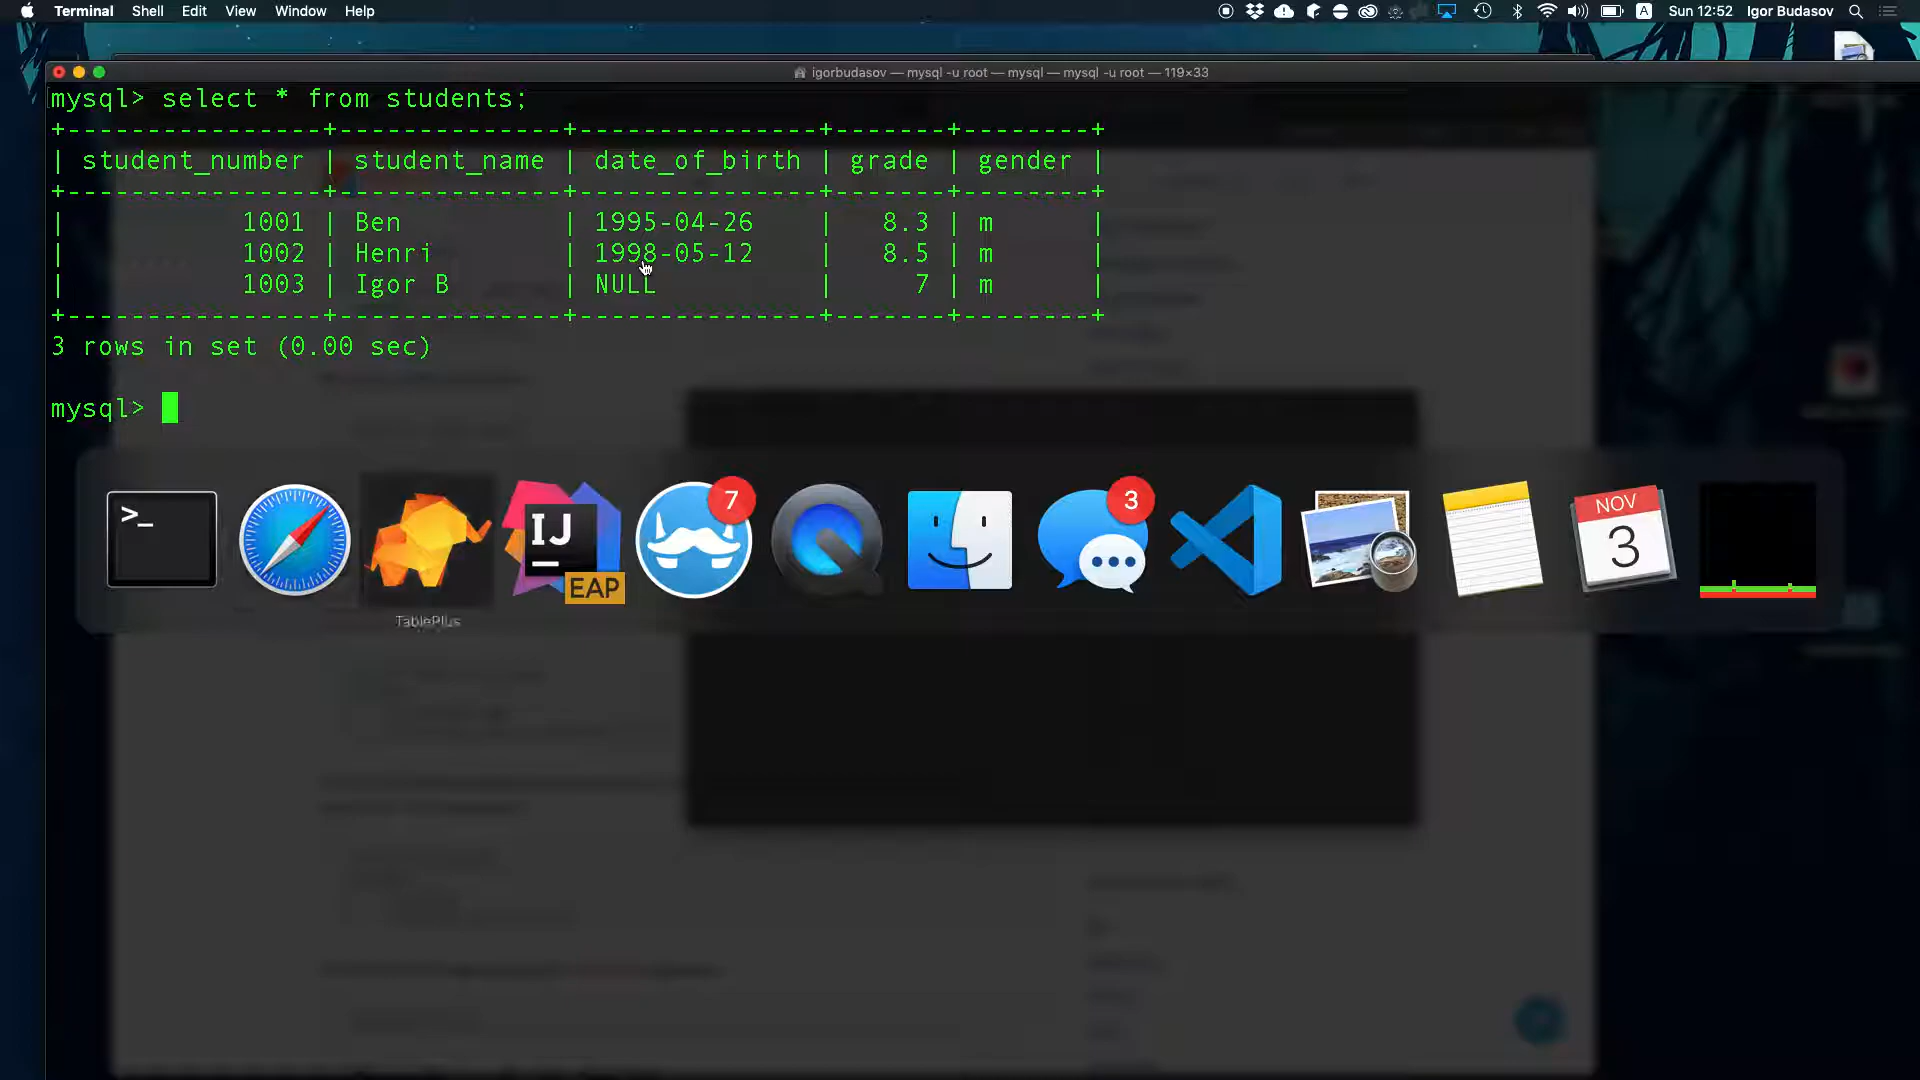 Terminal Shell Edit View Window Help A Sun 12:52 Igor Budasov
igorbudasov — mysql -u root — mysql — mysql -u root — 119×33
mysql> select * from students;
+----------------+--------------+---------------+-------+--------+
| student_number | student_name | date_of_birth | grade | gender |
+----------------+--------------+---------------+-------+--------+
| 1001 | Ben | 1995-04-26 | 8.3 | m |
| 1002 | Henri | 1998-05-12 | 8.5 | m |
| 1003 | Igor B | NULL | 7 | m |
+----------------+--------------+---------------+-------+--------+
3 rows in set (0.00 sec)
mysql>
>_
IJ
EAP
7
3
NOV
3
TablePlus